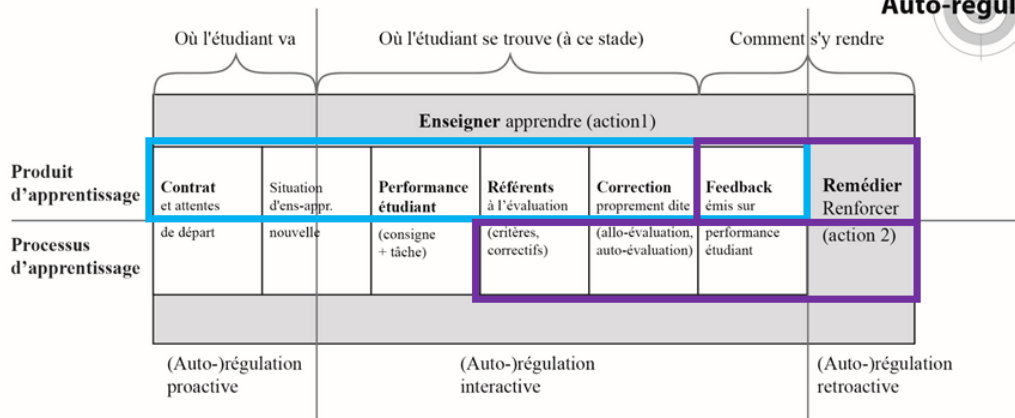 Auto-régul
Où l'étudiant va
Où l'étudiant se trouve (à ce stade)
Comment s'y rendre
Enseigner apprendre (action1)
Produit
d'apprentissage
Contrat
et attentes
de départ
Situation
d'ens-appr.
nouvelle
Performance
étudiant
(consigne
+ tâche)
Référents
à l'évaluation
(critères,
correctifs)
Correction
proprement dite
(allo-évaluation,
auto-évaluation)
Feedback
émis sur
performance
étudiant
Remédier
Renforcer
(action 2)
Processus
d'apprentissage
(Auto-)régulation
proactive
(Auto-)régulation
interactive
(Auto-)régulation
retroactive